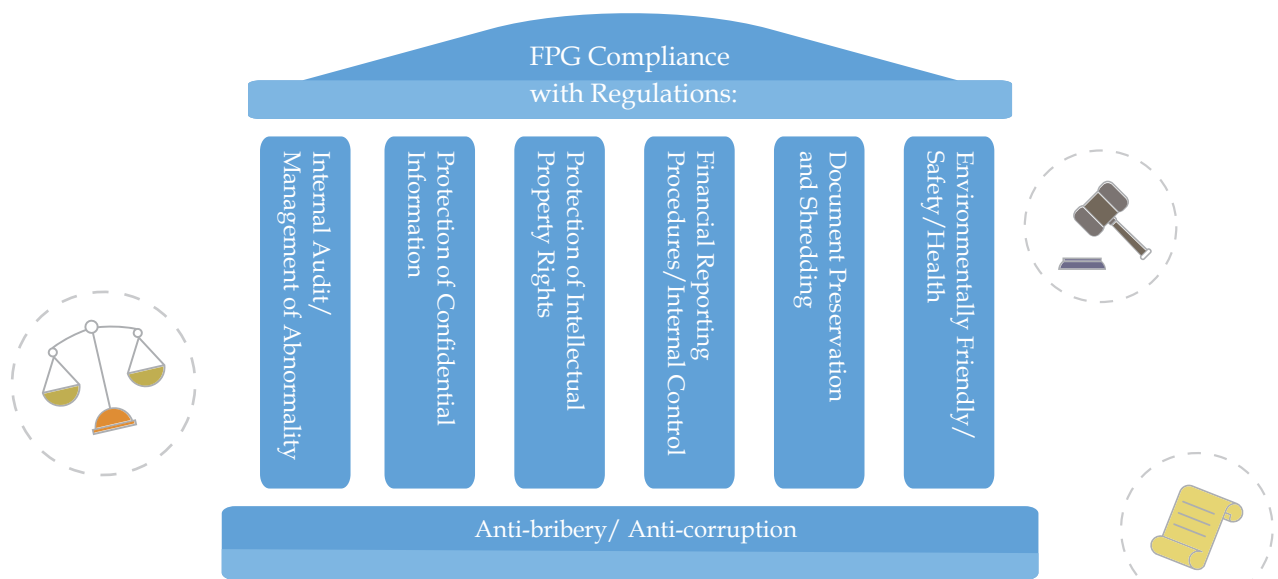 FPG Compliance
with Regulations:
Internal Audit/
Management of Abnormality
Protection of Confidential
Information
Protection of Intellectual
Property Rights
Financial Reporting
Procedures/Internal Control
Document Preservation
and Shredding
Environmentally Friendly/
Safety/Health
Anti-bribery/ Anti-corruption